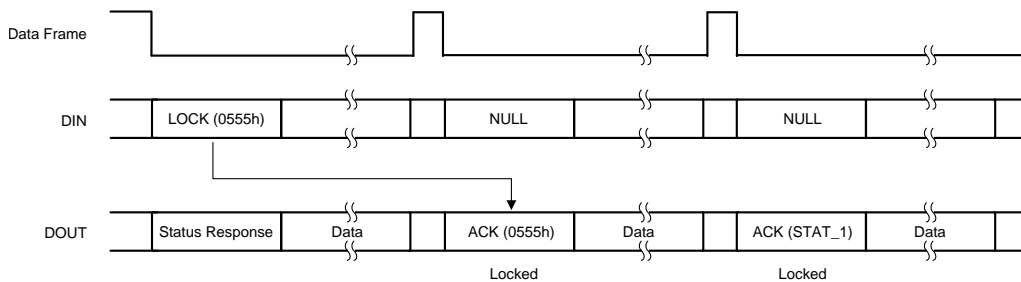 Data Frame
DIN
LOCK (0555h)
NULL
NULL
DOUT
Status Response
Data
ACK (0555h)
Data
ACK (STAT_1)
Data
Locked
Locked